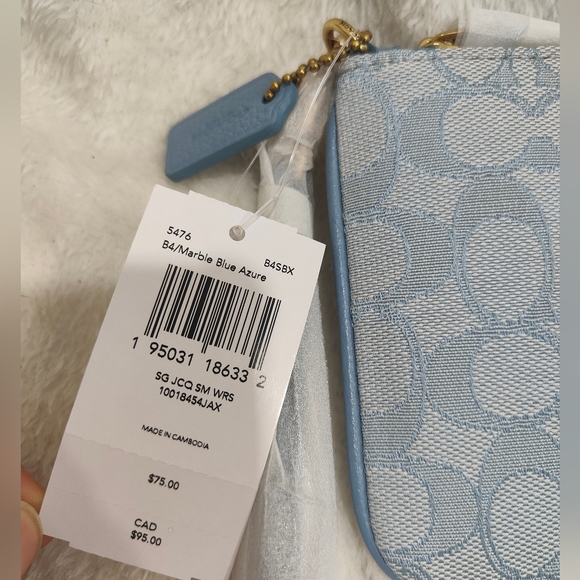 5476 B4SBX
B4/Marble Blue Azure
1 95031 18633 2
SG JCQ SM WRS
10018454JAX
MADE IN CAMBODIA
$75.00
CAD
$95.00